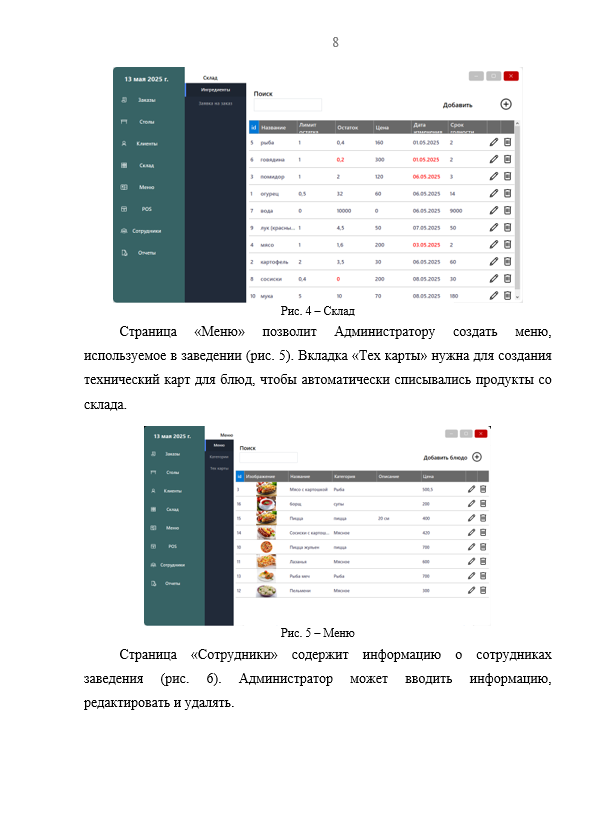 8
13 мая 2025 г.
Заказы
Столы
Клиенты
Склад
Меню
POS
Сотрудники
Отчеты
Склад
Ингредиенты
Заявка на заказ
Поиск
Добавить
id Название Лимит остатка Остаток Цена Дата изменения Срок годности
5 рыба 1 0,4 160 01.05.2025 2
6 говядина 1 0,2 300 01.05.2025 2
3 помидор 1 2 120 06.05.2025 3
1 огурец 0,5 32 60 06.05.2025 14
7 вода 0 10000 0 06.05.2025 9000
9 лук (красны... 1 4,5 50 07.05.2025 50
4 мясо 1 1,6 200 03.05.2025 2
2 картофель 2 3,5 30 06.05.2025 60
8 сосиски 0,4 0 200 08.05.2025 30
10 мука 5 10 70 08.05.2025 180
Рис. 4 – Склад
Страница «Меню» позволит Администратору создать меню,
используемое в заведении (рис. 5). Вкладка «Тех карты» нужна для создания
технический карт для блюд, чтобы автоматически списывались продукты со
склада.
13 мая 2025 г.
Заказы
Столы
Клиенты
Склад
Меню
POS
Сотрудники
Отчеты
Меню
Меню
Категории
Тех карты
Поиск
Добавить блюдо
id Изображение Название Категория Описание Цена
3 Мясо с картошкой Рыба 500,5
16 борщ супы 200
15 Пицца пицца 20 см 400
14 Сосиски с картош... Мясное 420
10 Пицца жульен пицца 700
11 Лазанья Мясное 600
13 Рыба мен Рыба 700
12 Пельмени Мясное 300
Рис. 5 – Меню
Страница «Сотрудники» содержит информацию о сотрудниках
заведения (рис. 6). Администратор может вводить информацию,
редактировать и удалять.